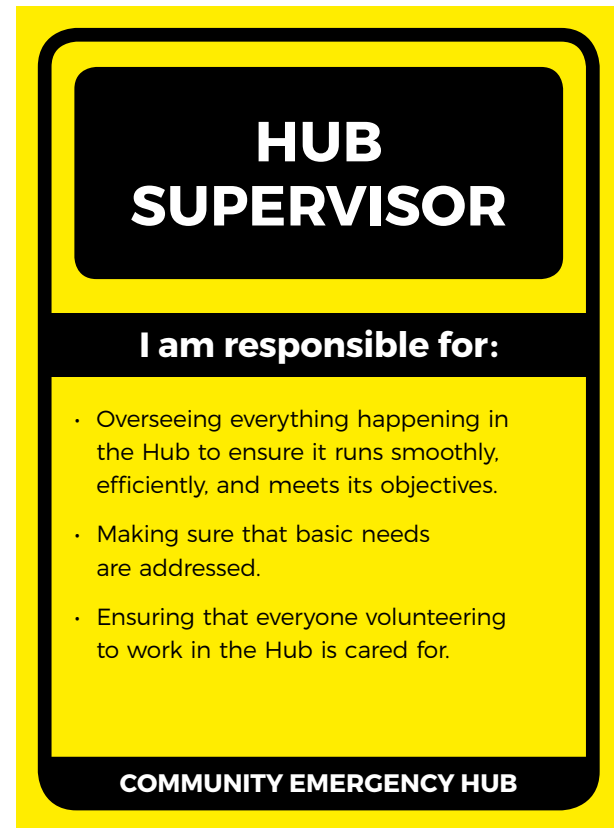 HUB
SUPERVISOR
I am responsible for:
• Overseeing everything happening in
the Hub to ensure it runs smoothly,
efficiently, and meets its objectives.
• Making sure that basic needs
are addressed.
• Ensuring that everyone volunteering
to work in the Hub is cared for.
COMMUNITY EMERGENCY HUB